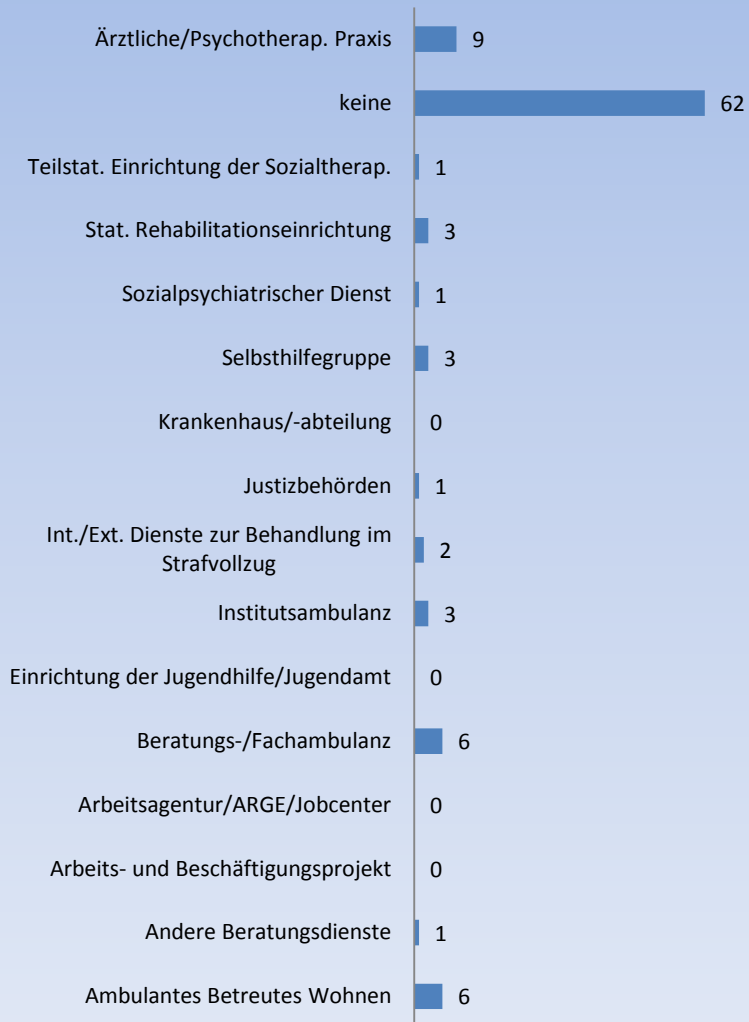 Ärztliche/Psychotherap. Praxis 9
keine 62
Teilstat. Einrichtung der Sozialtherap. 1
Stat. Rehabilitationseinrichtung 3
Sozialpsychiatrischer Dienst 1
Selbsthilfegruppe 3
Krankenhaus/-abteilung 0
Justizbehörden 1
Int./Ext. Dienste zur Behandlung im
Strafvollzug 2
Institutsambulanz 3
Einrichtung der Jugendhilfe/Jugendamt 0
Beratungs-/Fachambulanz 6
Arbeitsagentur/ARGE/Jobcenter 0
Arbeits- und Beschäftigungsprojekt 0
Andere Beratungsdienste 1
Ambulantes Betreutes Wohnen 6